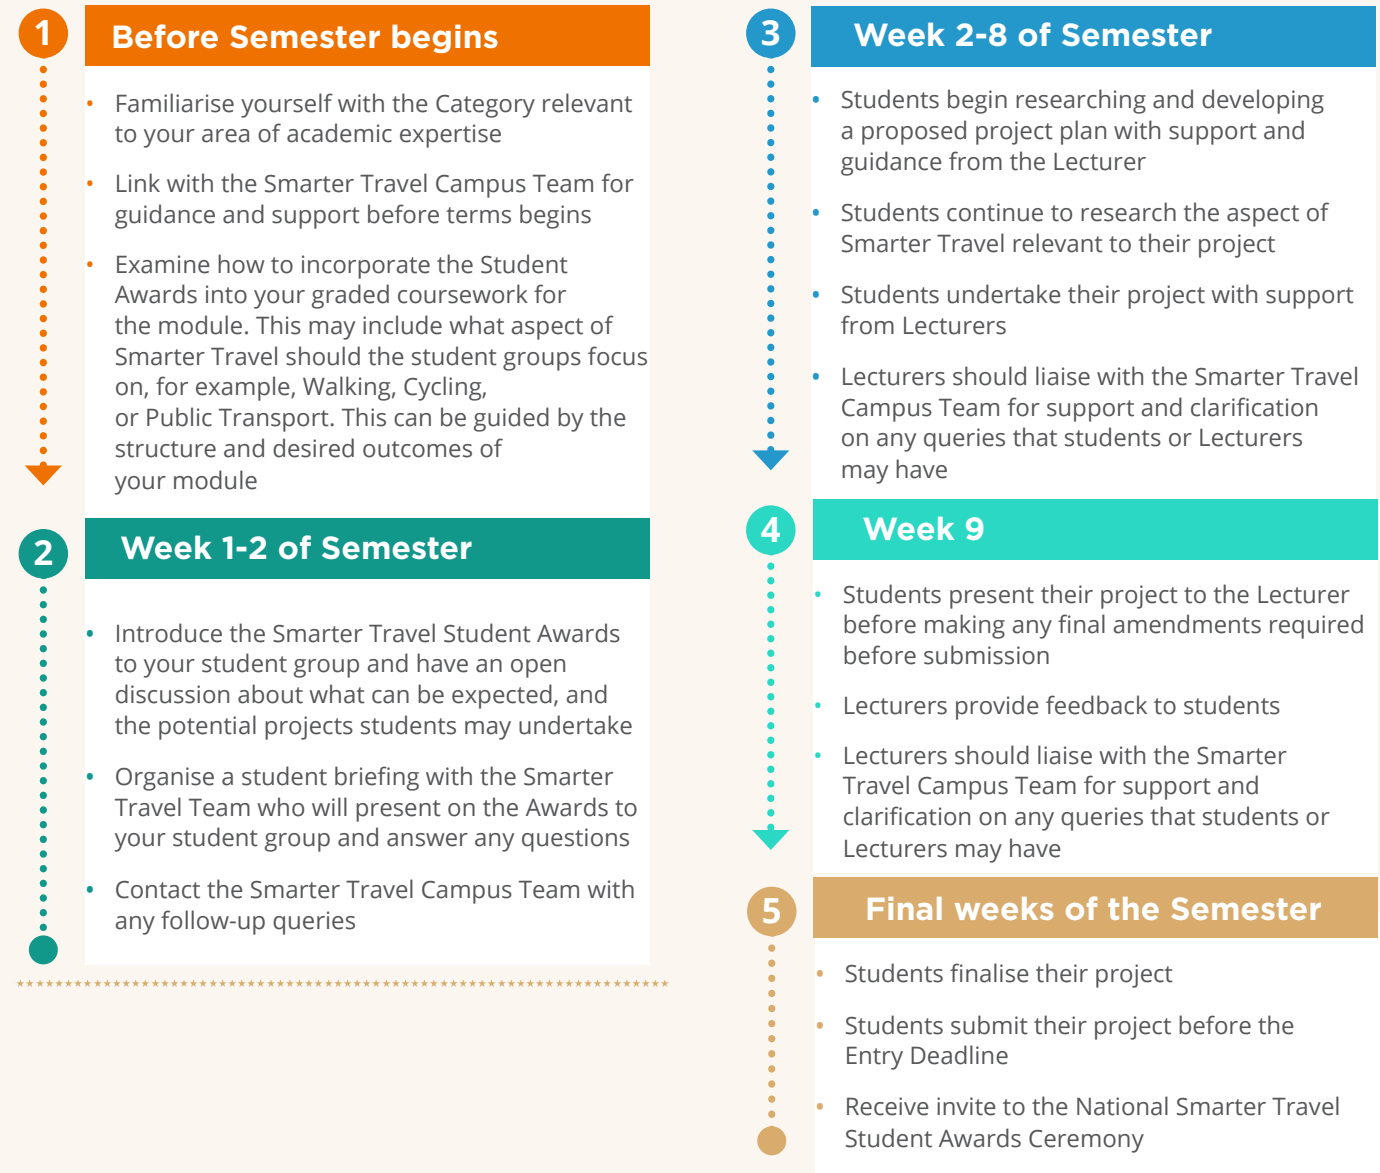 1
Before Semester begins
• Familiarise yourself with the Category relevant
to your area of academic expertise
• Link with the Smarter Travel Campus Team for
guidance and support before terms begins
• Examine how to incorporate the Student
Awards into your graded coursework for
the module. This may include what aspect of
Smarter Travel should the student groups focus
on, for example, Walking, Cycling,
or Public Transport. This can be guided by the
structure and desired outcomes of
your module
2
Week 1-2 of Semester
• Introduce the Smarter Travel Student Awards
to your student group and have an open
discussion about what can be expected, and
the potential projects students may undertake
• Organise a student briefing with the Smarter
Travel Team who will present on the Awards to
your student group and answer any questions
• Contact the Smarter Travel Campus Team with
any follow-up queries
3
Week 2-8 of Semester
• Students begin researching and developing
a proposed project plan with support and
guidance from the Lecturer
• Students continue to research the aspect of
Smarter Travel relevant to their project
• Students undertake their project with support
from Lecturers
• Lecturers should liaise with the Smarter Travel
Campus Team for support and clarification
on any queries that students or Lecturers
may have
4
Week 9
• Students present their project to the Lecturer
before making any final amendments required
before submission
• Lecturers provide feedback to students
• Lecturers should liaise with the Smarter
Travel Campus Team for support and
clarification on any queries that students or
Lecturers may have
5
Final weeks of the Semester
• Students finalise their project
• Students submit their project before the
Entry Deadline
• Receive invite to the National Smarter Travel
Student Awards Ceremony